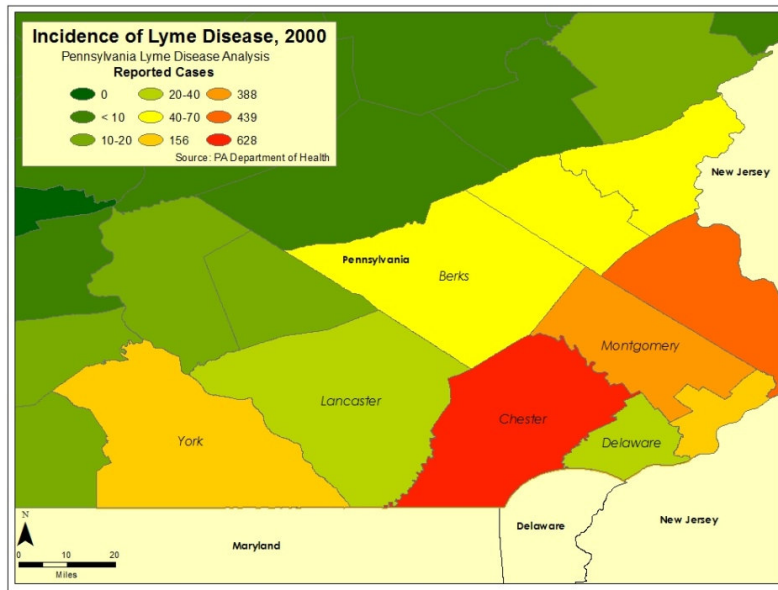 Incidence of Lyme Disease, 2000
Pennsylvania Lyme Disease Analysis
Reported Cases
0 20-40 388
< 10 40-70 439
10-20 156 628
Source: PA Department of Health
New Jersey
Pennsylvania
Berks
Montgomery
Lancaster
Chester
York
Delaware
N
Delaware
New Jersey
Maryland
0 10 20
Miles